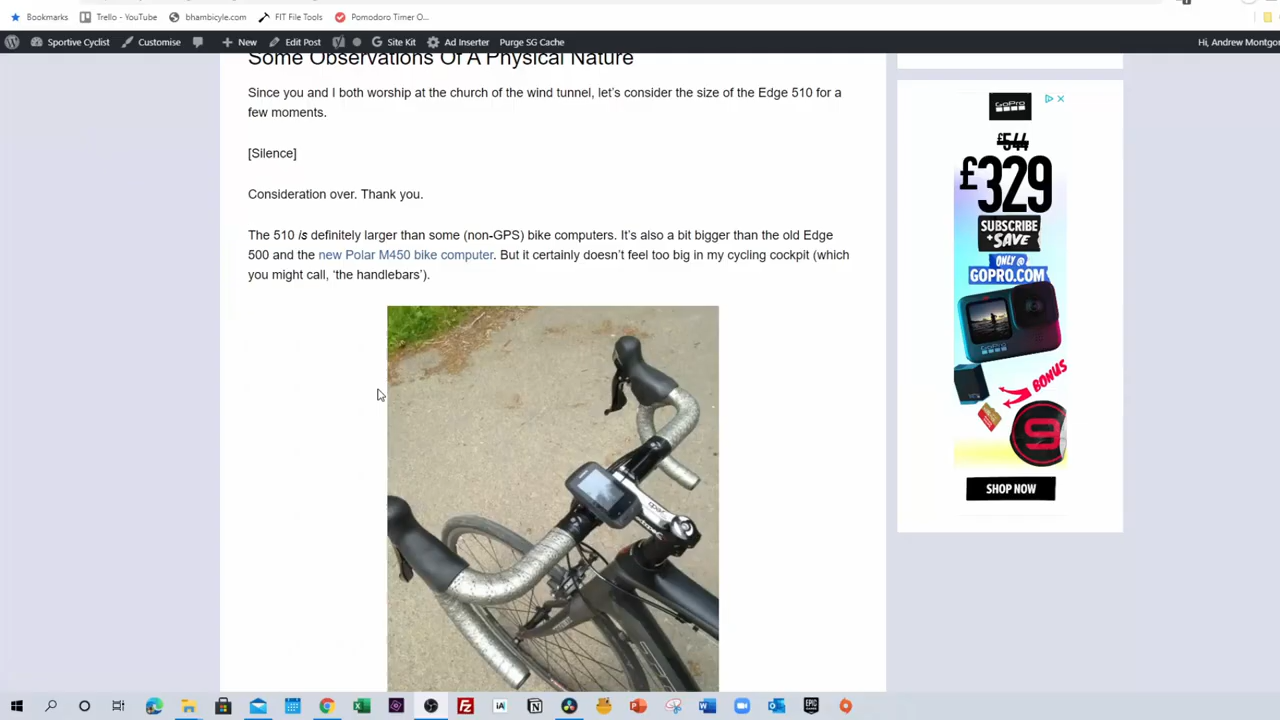 Bookmarks
Trello - YouTube
bhambicyle.com
FIT File Tools
Pomodoro Timer O...
1
Sportive Cyclist
Customise
New
Edit Post
Site Kit
Ad Inserter
Purge SG Cache
Hi, Andrew Montgo
Some Observations Of A Physical Nature
Since you and I both worship at the church of the wind tunnel, let's consider the size of the Edge 510 for a
few moments.
[Silence]
Consideration over. Thank you.
The 510 is definitely larger than some (non-GPS) bike computers. It's also a bit bigger than the old Edge
500 and the new Polar M450 bike computer. But it certainly doesn't feel too big in my cycling cockpit (which
you might call, 'the handlebars').
GoPro
£544
£329
SUBSCRIBE
+SAVE
ONLY @
GOPRO.COM
GoPro
BONUS
SHOP NOW
iA
EPIC